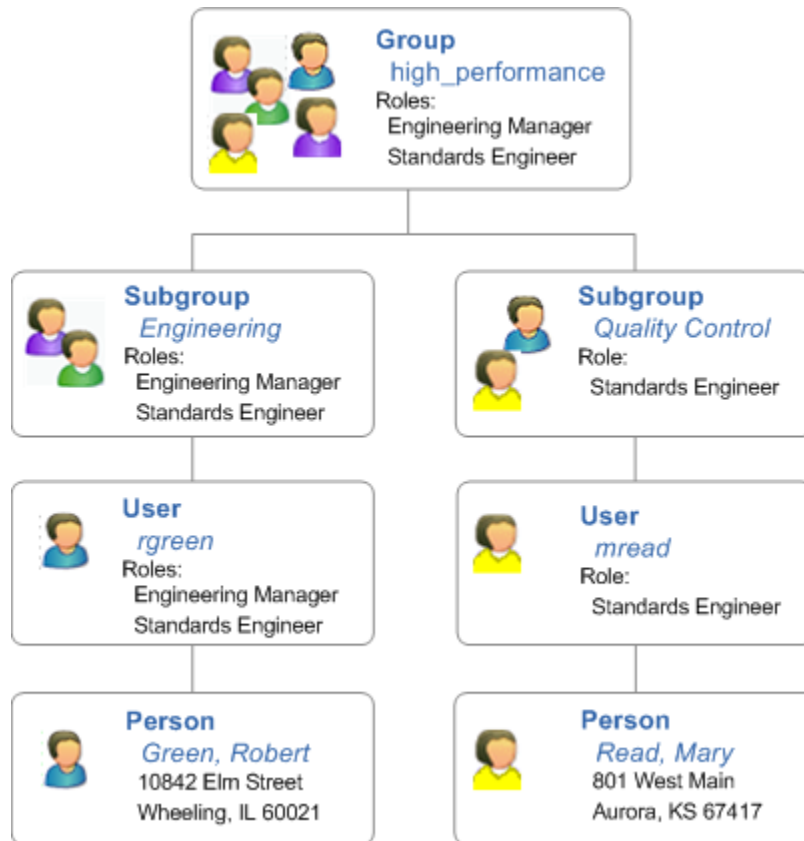 Group
high_performance
Roles:
Engineering Manager
Standards Engineer
Subgroup
Engineering
Roles:
Engineering Manager
Standards Engineer
Subgroup
Quality Control
Role:
Standards Engineer
User
rgreen
Roles:
Engineering Manager
Standards Engineer
User
mread
Role:
Standards Engineer
Person
Green, Robert
10842 Elm Street
Wheeling, IL 60021
Person
Read, Mary
801 West Main
Aurora, KS 67417